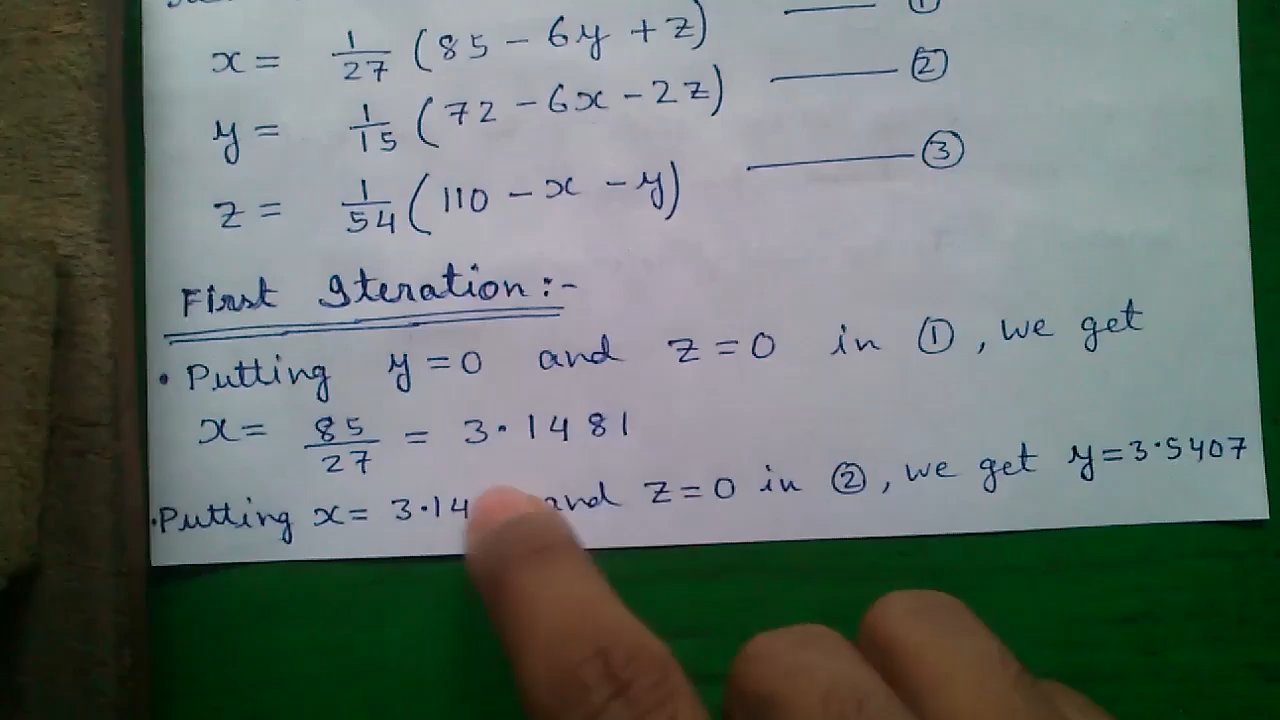 x = 1/27 (85 - 6y + z) —— ①
y = 1/15 (72 - 6x - 2z) —— ②
z = 1/54 (110 - x - y) —— ③
First Iteration :-
• Putting y = 0 and z = 0 in ①, we get
x = 85/27 = 3.1481
• Putting x = 3.14 and z = 0 in ②, we get y = 3.5407